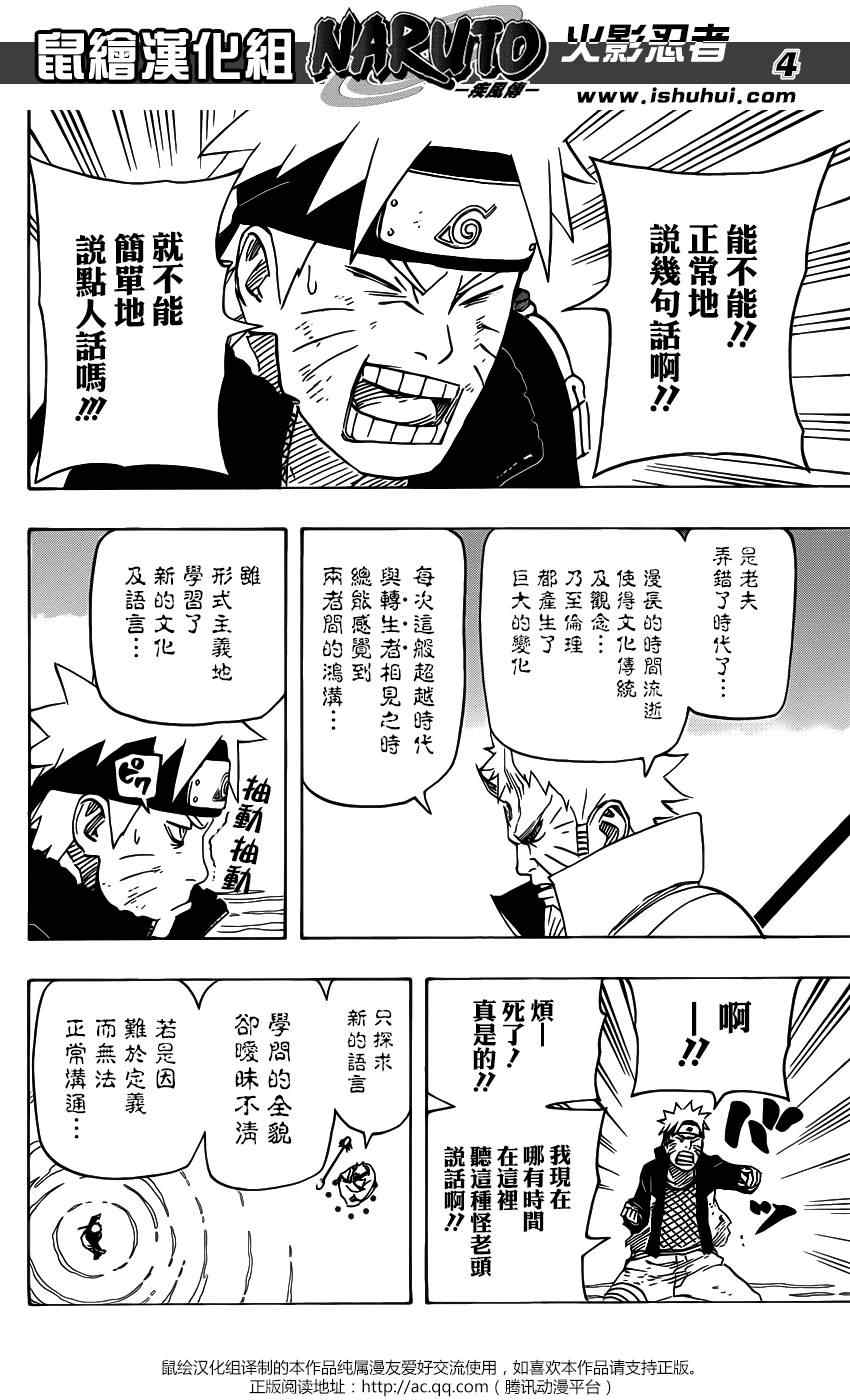 鼠繪漢化組
NARUTO
疾風傳
火影忍者
4
www.ishuhui.com
能不能!!
正常地
説幾句話啊!!
就不能
簡單地
説點人話嗎!!!
是老夫
弄錯了時代了…
漫長的時間流逝
使得文化傳統
及觀念…
乃至倫理
都產生了
巨大的變化
每次這般超越時代
與轉生者相見之時
總能感覺到
兩者間的鴻溝…
雖
形式主義地
學習了
新的文化
及語言…
ピク
抽動抽動
啊
—!!
バッ
煩—
死了!
真是的!!
我現在
哪有時間
在這裡
聽這種怪老頭
説話啊!!
只探求
新的語言
學問的全貌
卻曖昧不清
若是因
難於定義
而無法
正常溝通…
鼠绘汉化组译制的本作品纯属漫友爱好交流使用，如喜欢本作品请支持正版。
正版阅读地址：http://ac.qq.com（腾讯动漫平台）